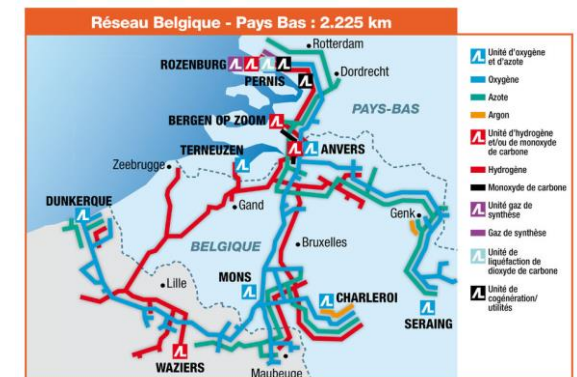 Réseau Belgique - Pays Bas : 2.225 km
Rotterdam
ROZENBURG
Dordrecht
PERNIS
PAYS-BAS
BERGEN OP ZOOM
TERNEUZEN
ANVERS
Zeebrugge
DUNKERQUE
Gand
Genk
BELGIQUE
Bruxelles
Lille
MONS
CHARLEROI
SERAING
WAZIERS
Maubeuge
Unité d'oxygène
et d'azote
Oxygène
Azote
Argon
Unité d'hydrogène
et/ou de monoxyde
de carbone
Hydrogène
Monoxyde de carbone
Unité gaz de
synthèse
Gaz de synthèse
Unité de
liquéfaction de
dioxyde de carbone
Unité de
cogénération/
utilités